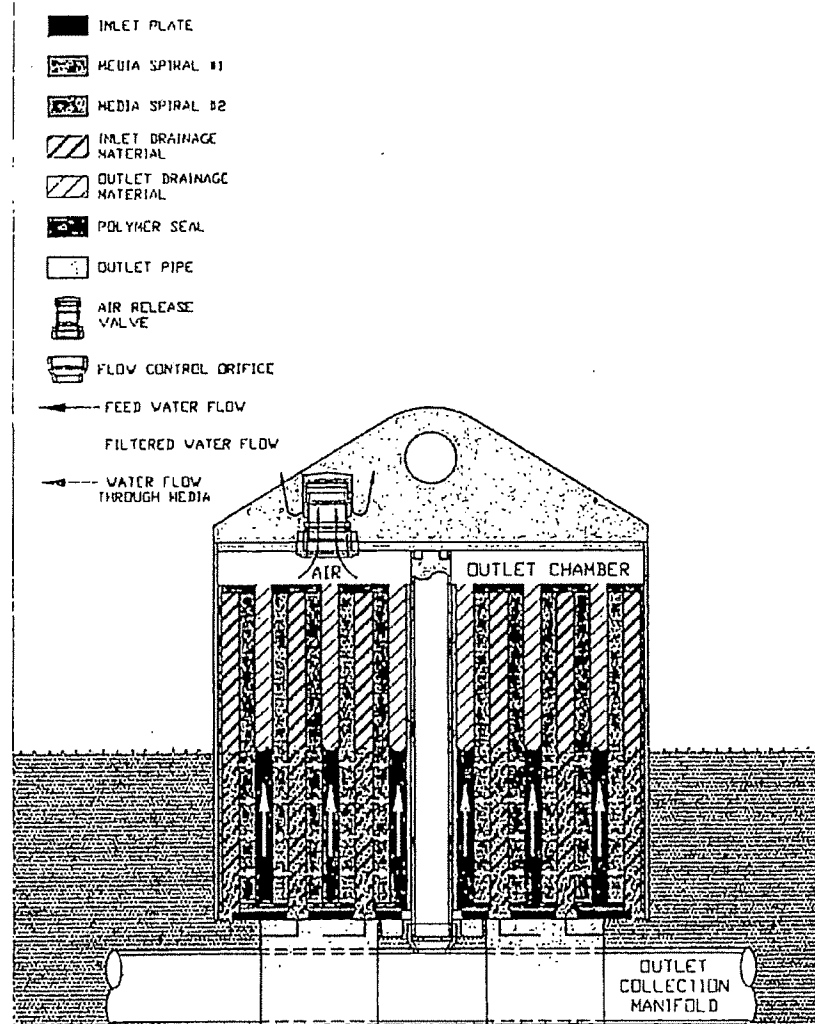 INLET PLATE
MEDIA SPIRAL #1
MEDIA SPIRAL #2
INLET DRAINAGE
MATERIAL
OUTLET DRAINAGE
MATERIAL
POLYMER SEAL
OUTLET PIPE
AIR RELEASE
VALVE
FLOW CONTROL ORIFICE
FEED WATER FLOW
FILTERED WATER FLOW
WATER FLOW
THROUGH MEDIA
AIR
OUTLET CHAMBER
OUTLET
COLLECTION
MANIFOLD